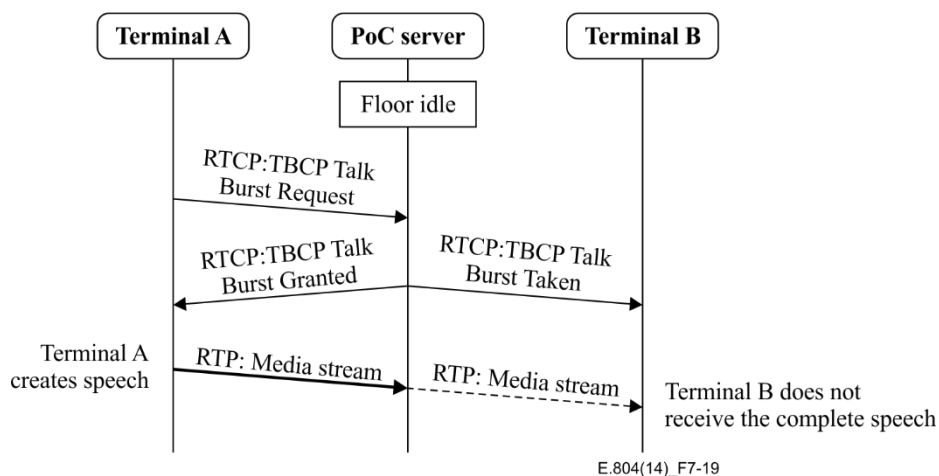 Terminal A
PoC server
Terminal B
Floor idle
RTCP:TBCP Talk
Burst Request
RTCP:TBCP Talk
Burst Granted
RTCP:TBCP Talk
Burst Taken
Terminal A
creates speech
RTP: Media stream
RTP: Media stream
Terminal B does not
receive the complete speech
E.804(14)_F7-19